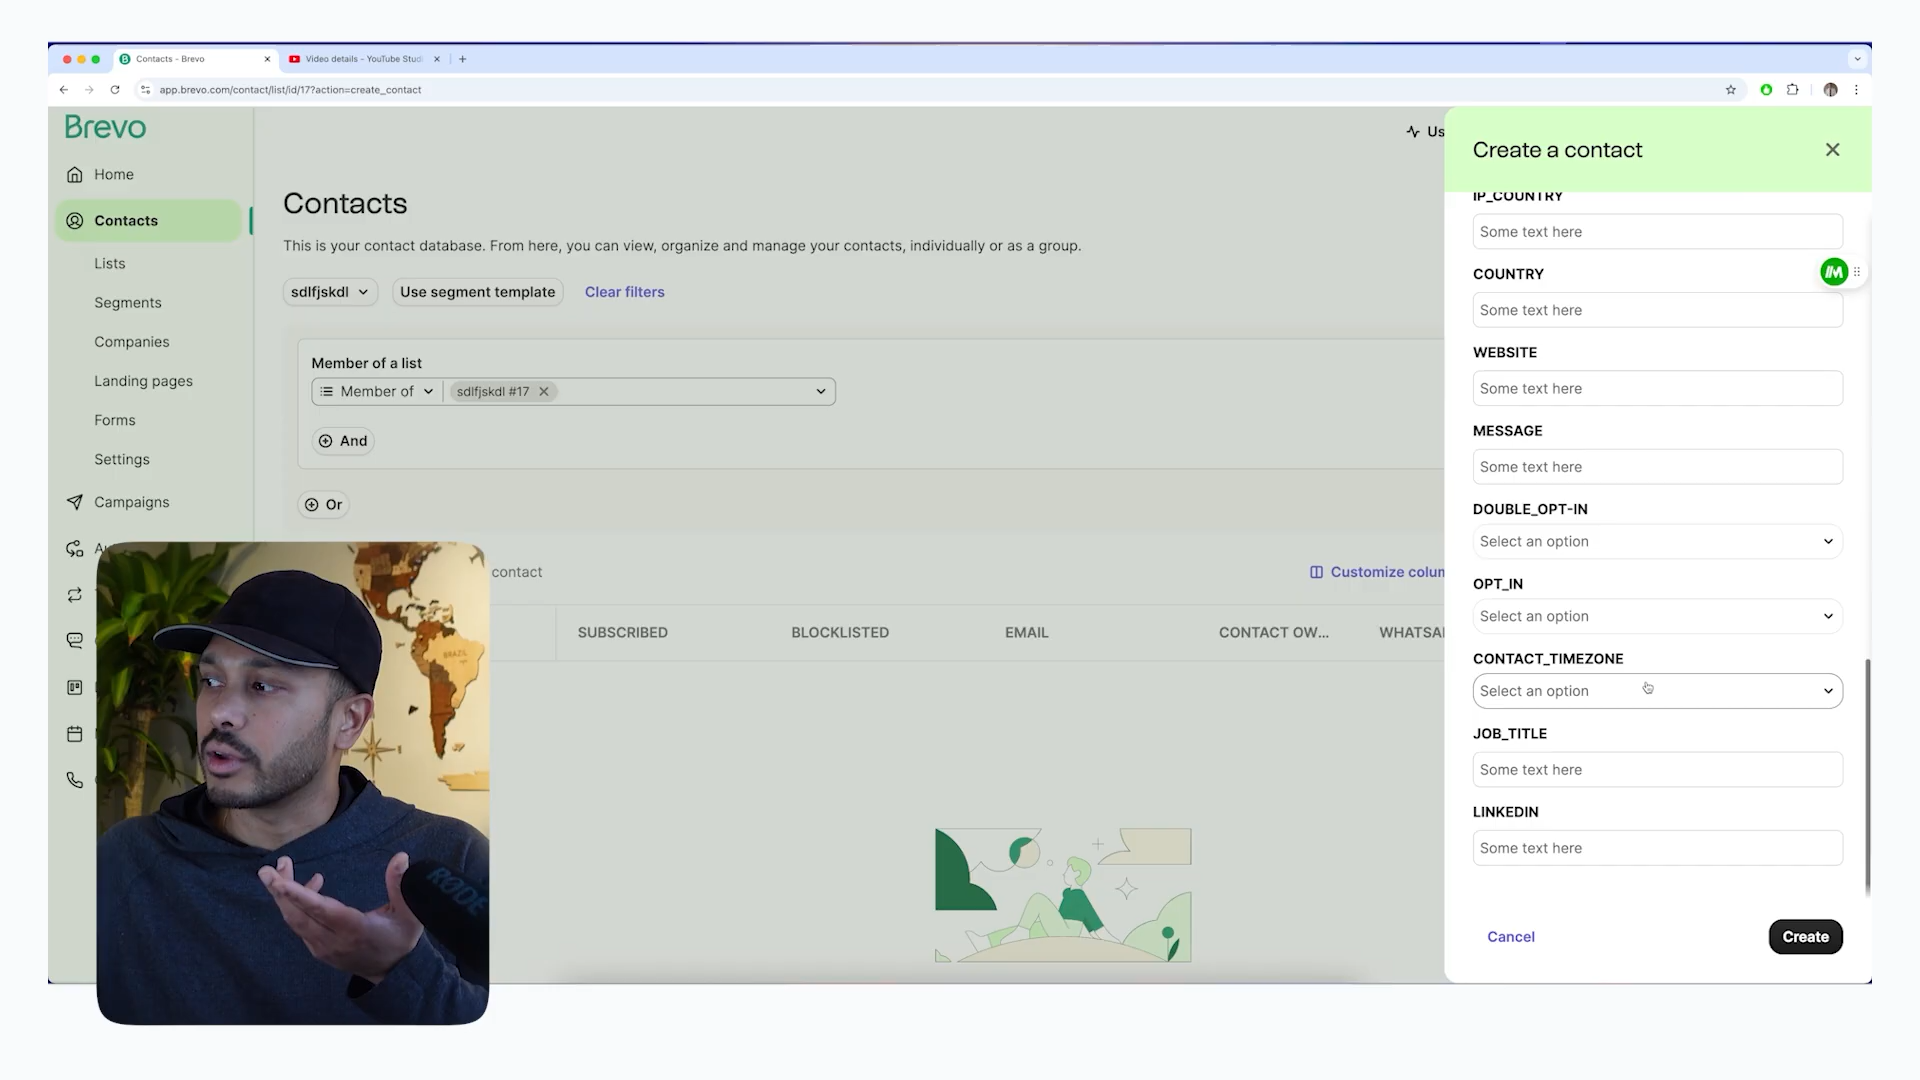 Contacts - Brevo
Video details - YouTube Stud
app.brevo.com/contact/list/id/17?action=create_contact
Brevo
Home
Contacts
Lists
Segments
Companies
Landing pages
Forms
Settings
Campaigns
Contacts
This is your contact database. From here, you can view, organize and manage your contacts, individually or as a group.
sdlfjskdl
Use segment template
Clear filters
Member of a list
Member of
sdlfjskdl #17
And
Or
contact
Customize colum
SUBSCRIBED
BLOCKLISTED
EMAIL
CONTACT OW...
WHATSA
Us
Create a contact
IP_COUNTRY
Some text here
COUNTRY
Some text here
WEBSITE
Some text here
MESSAGE
Some text here
DOUBLE_OPT-IN
Select an option
OPT_IN
Select an option
CONTACT_TIMEZONE
Select an option
JOB_TITLE
Some text here
LINKEDIN
Some text here
Cancel
Create
BRAZIL
RØDE